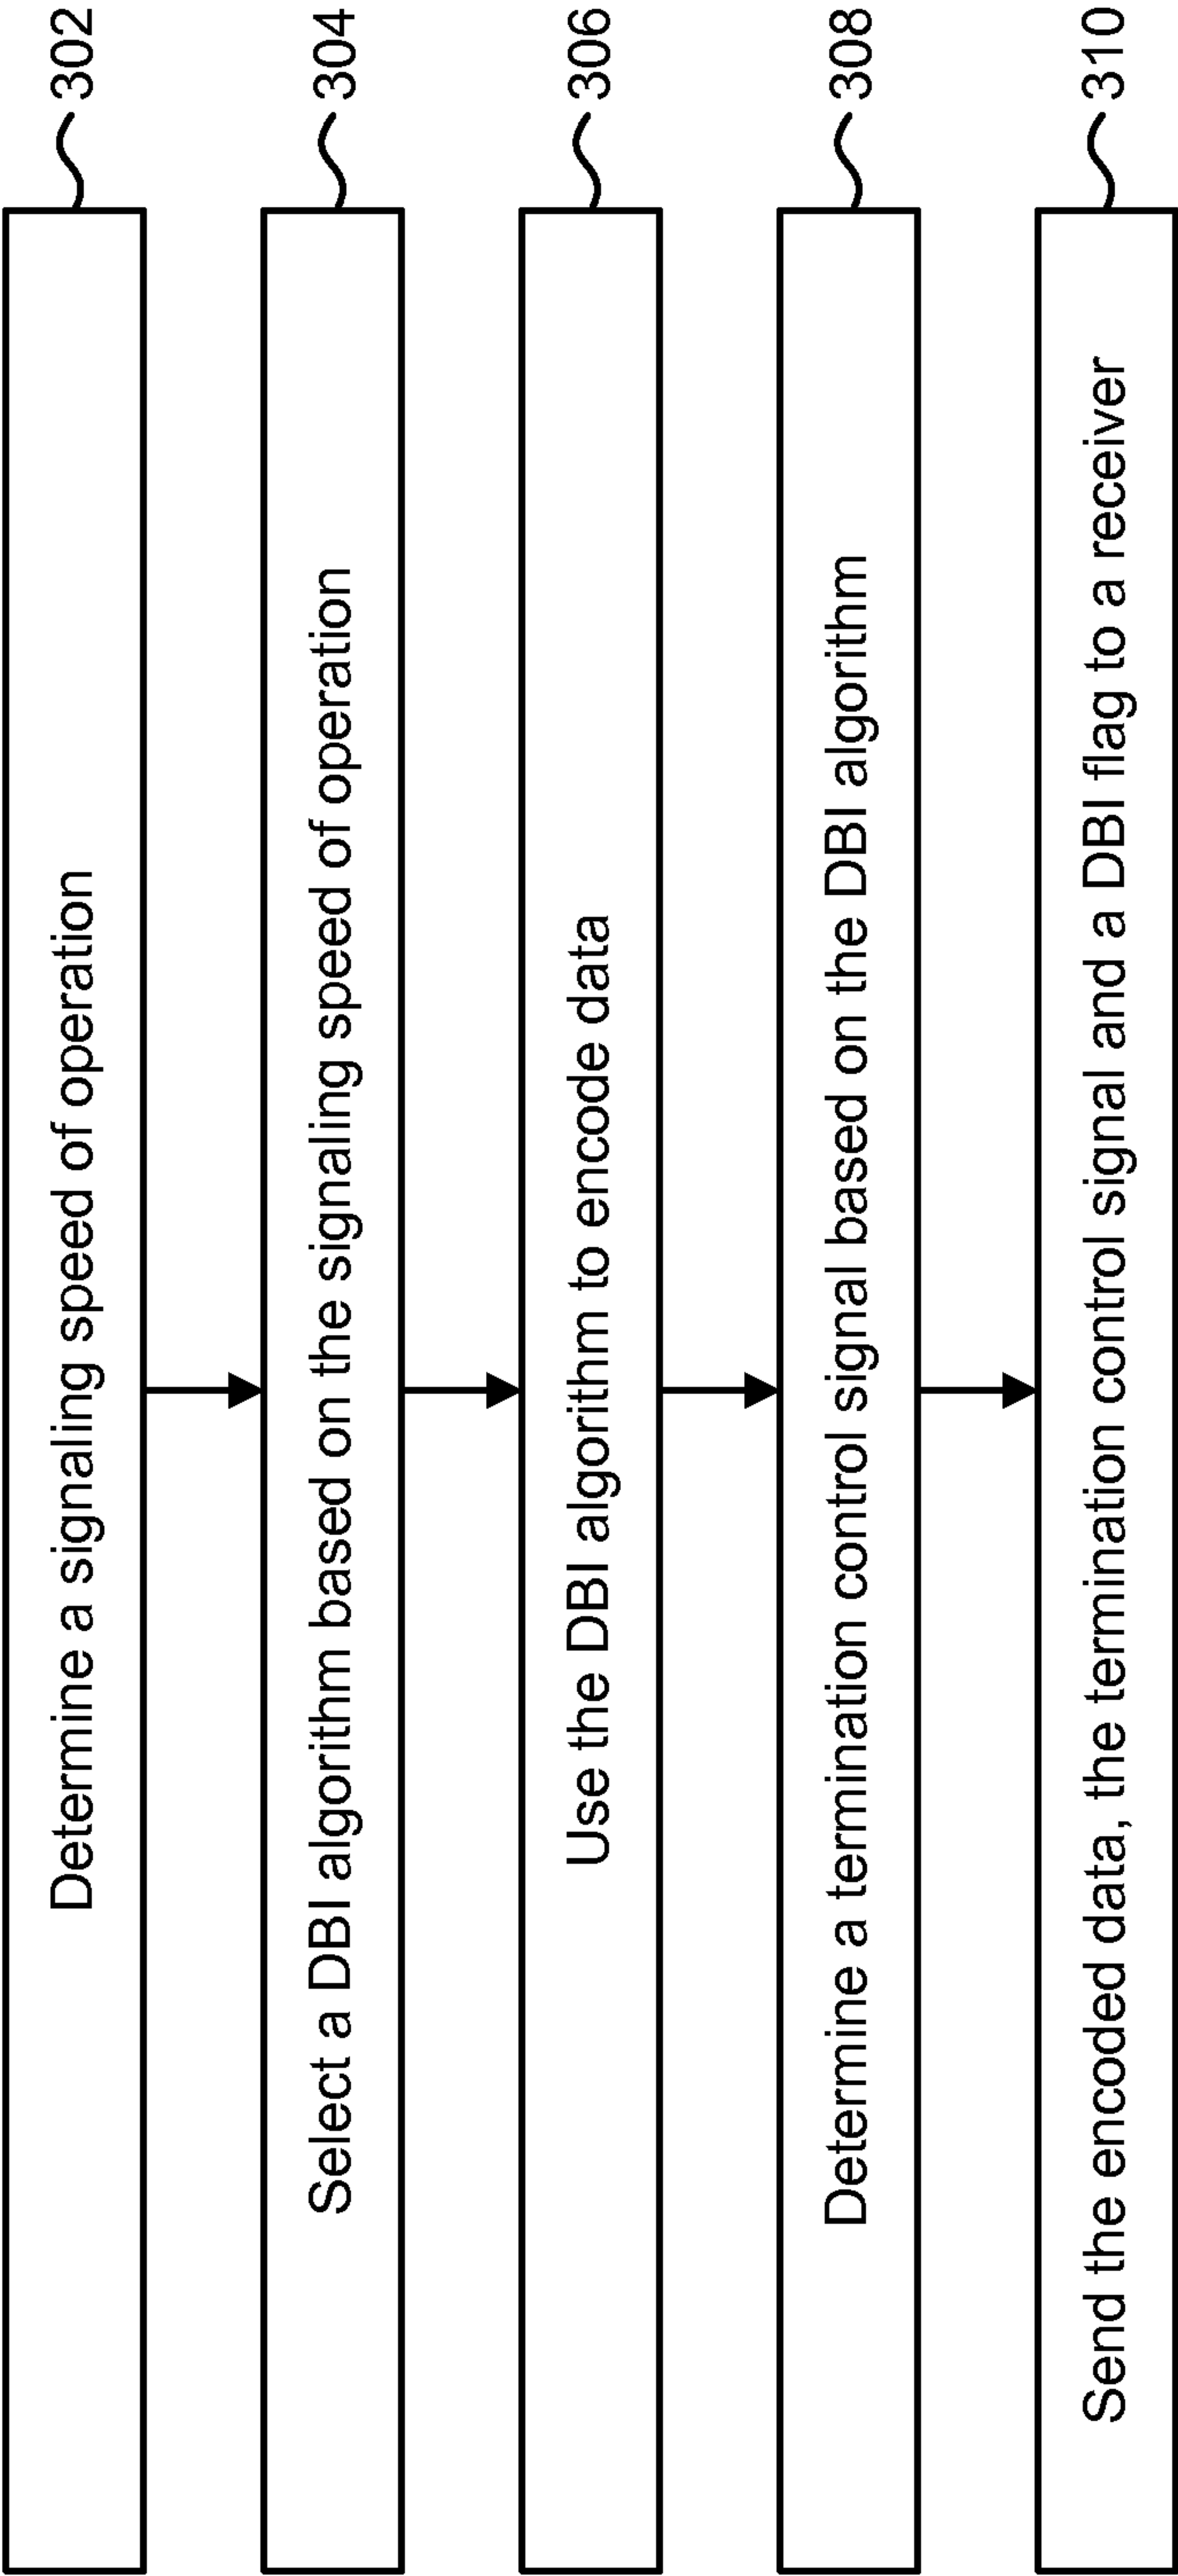 Determine a signaling speed of operation
302
Select a DBI algorithm based on the signaling speed of operation
304
Use the DBI algorithm to encode data
306
Determine a termination control signal based on the DBI algorithm
308
Send the encoded data, the termination control signal and a DBI flag to a receiver
310